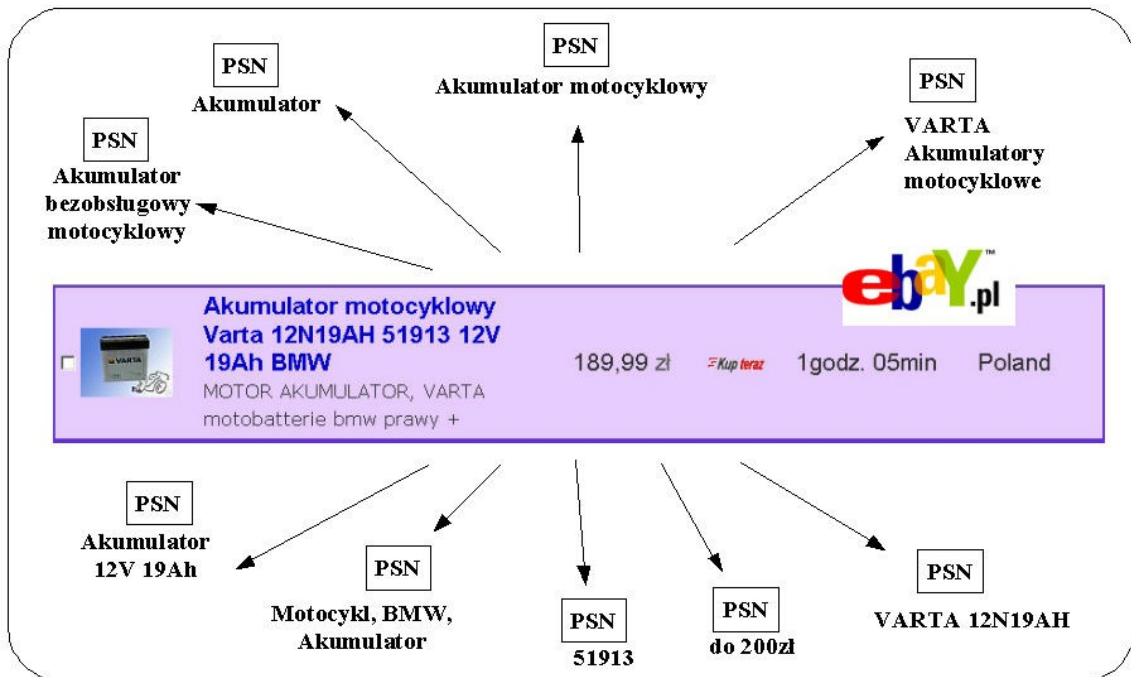 PSN
Akumulator motocyklowy
PSN
Akumulator
PSN
VARTA
Akumulatory
motocyklowe
PSN
Akumulator
bezobsługowy
motocyklowy
ebay™.pl
Akumulator motocyklowy
Varta 12N19AH 51913 12V
19Ah BMW
MOTOR AKUMULATOR, VARTA
motobatterie bmw prawy +
VARTA
189,99 zł
Kup teraz
1godz. 05min
Poland
PSN
Akumulator
12V 19Ah
PSN
Motocykl, BMW,
Akumulator
PSN
51913
PSN
do 200zł
PSN
VARTA 12N19AH